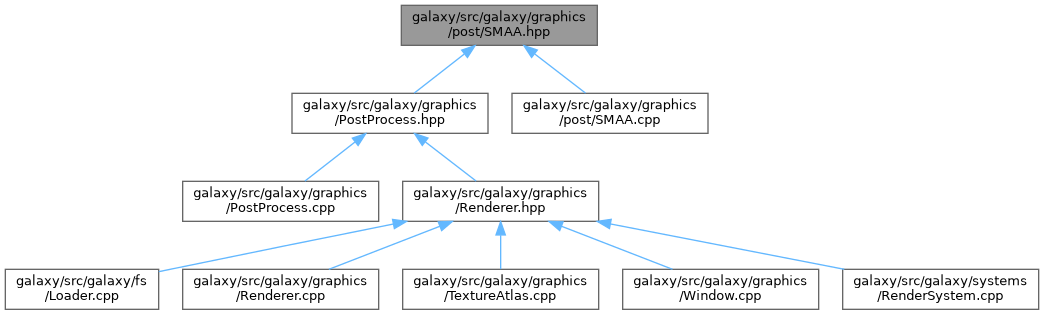 galaxy/src/galaxy/graphics
/post/SMAA.hpp
galaxy/src/galaxy/graphics
/PostProcess.hpp
galaxy/src/galaxy/graphics
/post/SMAA.cpp
galaxy/src/galaxy/graphics
/PostProcess.cpp
galaxy/src/galaxy/graphics
/Renderer.hpp
galaxy/src/galaxy/fs
/Loader.cpp
galaxy/src/galaxy/graphics
/Renderer.cpp
galaxy/src/galaxy/graphics
/TextureAtlas.cpp
galaxy/src/galaxy/graphics
/Window.cpp
galaxy/src/galaxy/systems
/RenderSystem.cpp